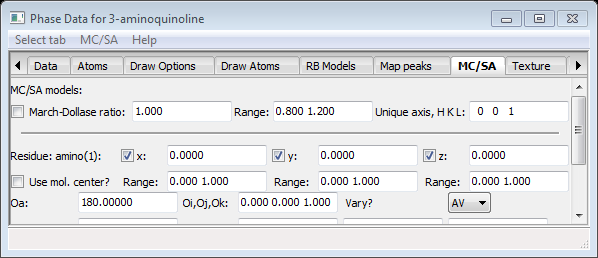 Phase Data for 3-aminoquinoline
Select tab MC/SA Help
Data Atoms Draw Options Draw Atoms RB Models Map peaks MC/SA Texture
MC/SA models:
March-Dollase ratio: 1.000 Range: 0.800 1.200 Unique axis, H K L: 0 0 1
Residue: amino(1): x: 0.0000 y: 0.0000 z: 0.0000
Use mol. center? Range: 0.000 1.000 Range: 0.000 1.000 Range: 0.000 1.000
Oa: 180.00000 Oi,Oj,Ok: 0.000 0.000 1.000 Vary? AV